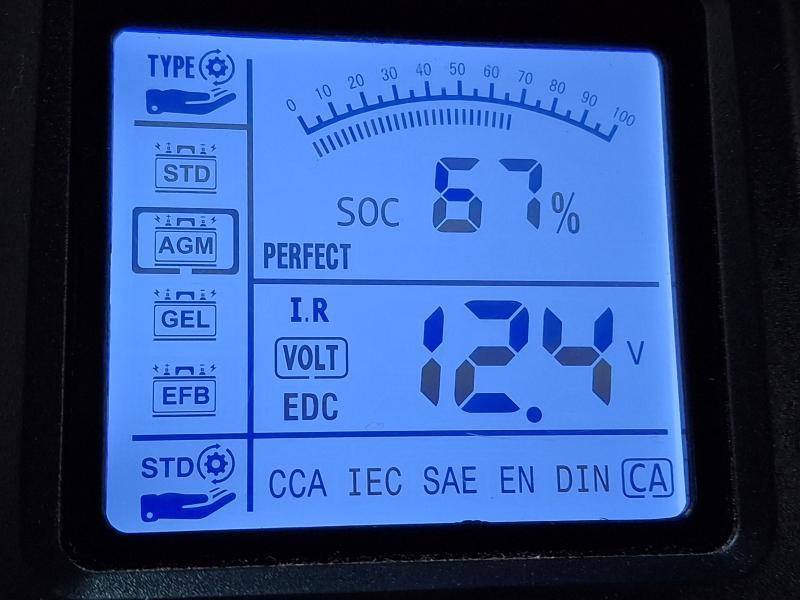 TYPE
0 10 20 30 40 50 60 70 80 90 100
STD
SOC 67%
AGM
PERFECT
GEL
I.R
VOLT
12.4 V
EFB
EDC
STD
CCA IEC SAE EN DIN CA